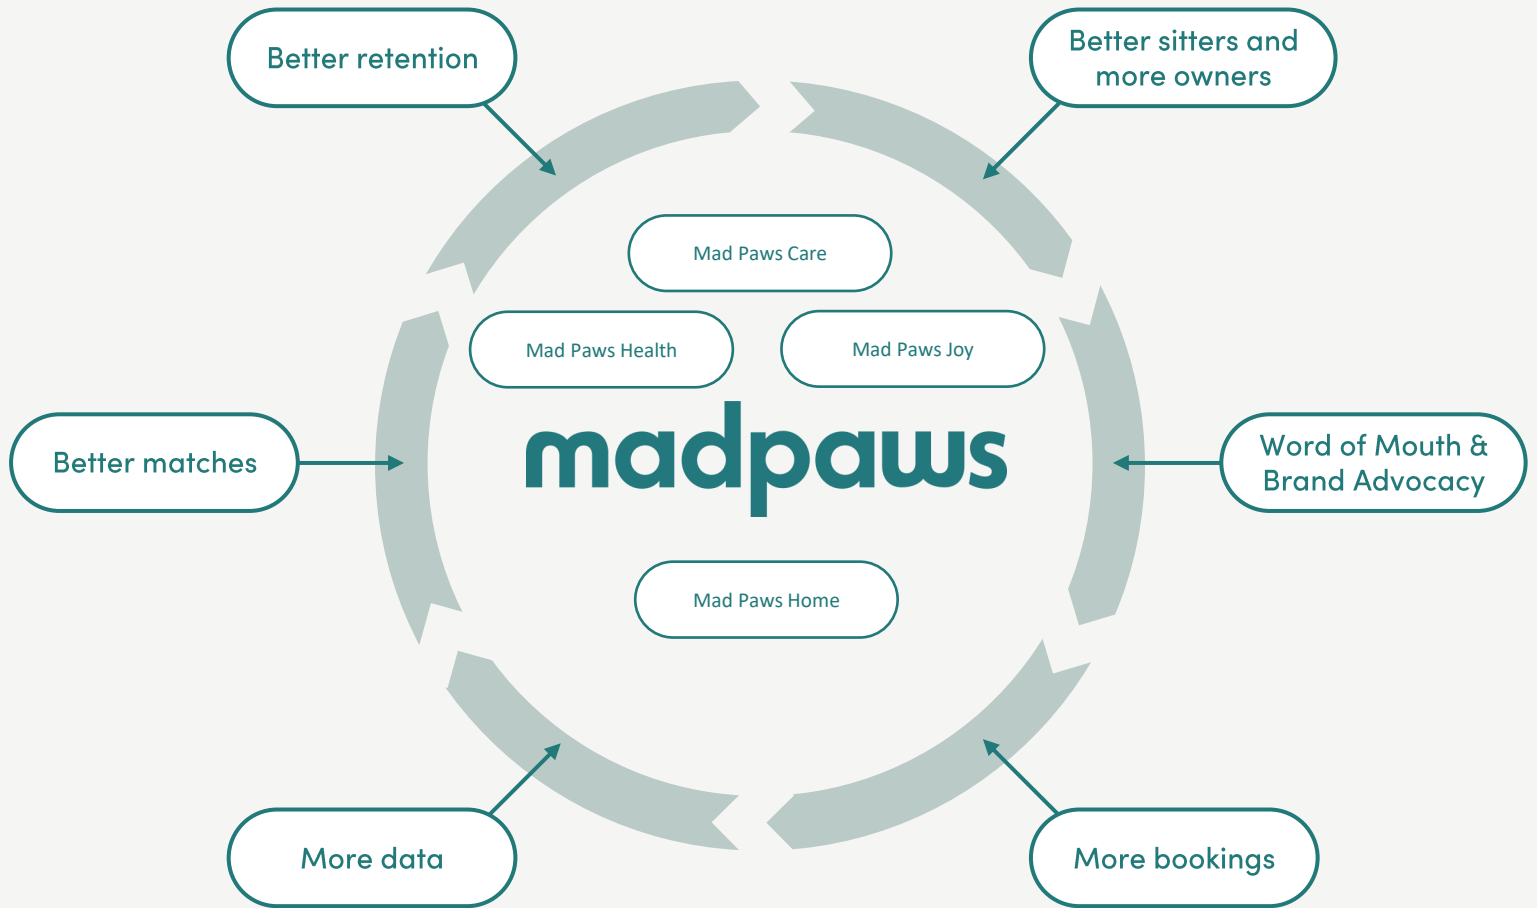 Better retention
Better sitters and
more owners
Mad Paws Care
Mad Paws Health
Mad Paws Joy
madpaws
Better matches
Word of Mouth &
Brand Advocacy
Mad Paws Home
More data
More bookings